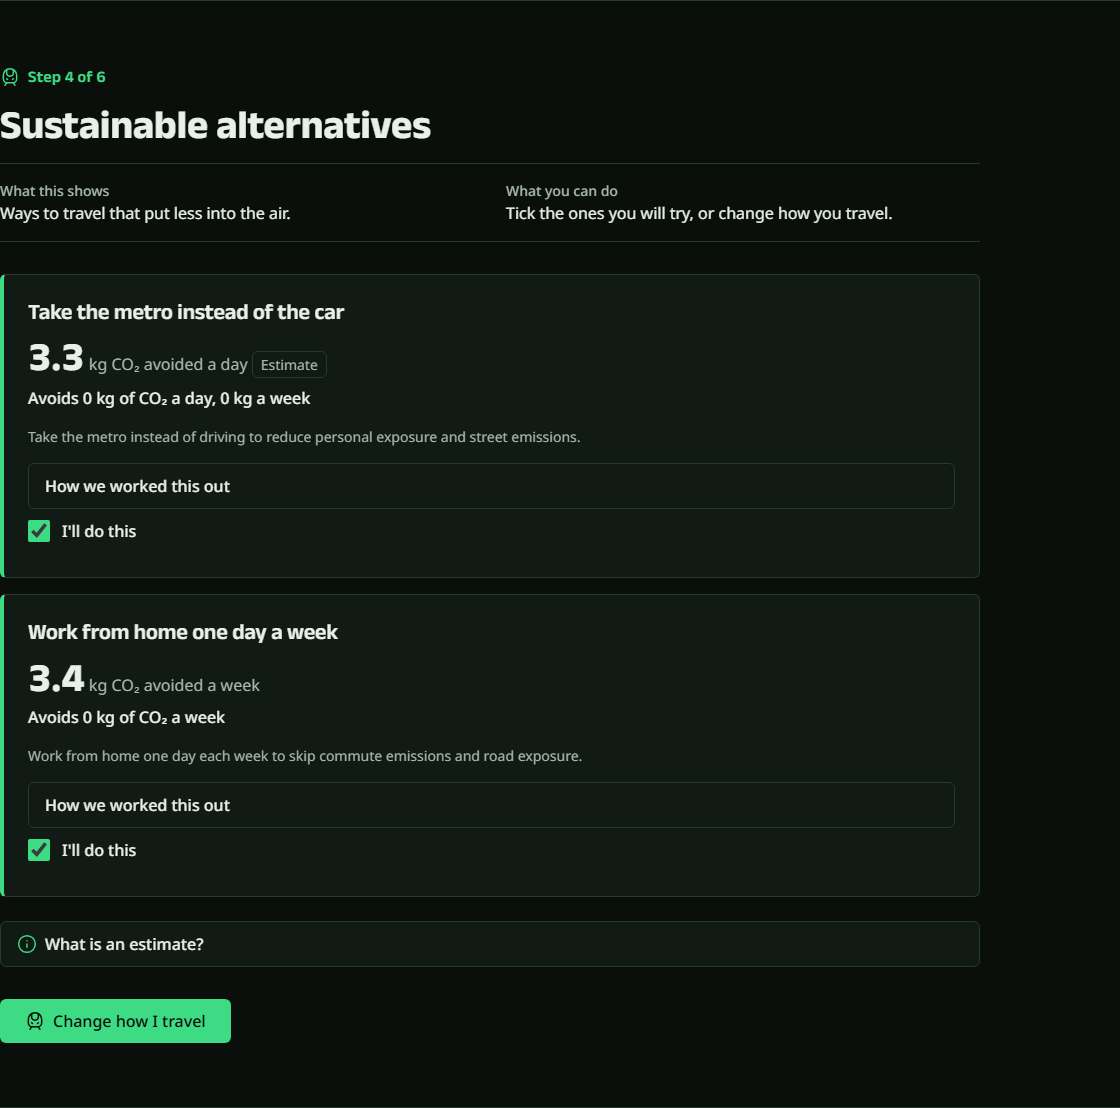 Step 4 of 6
Sustainable alternatives
What this shows
Ways to travel that put less into the air.
What you can do
Tick the ones you will try, or change how you travel.
Take the metro instead of the car
3.3 kg CO₂ avoided a day Estimate
Avoids 0 kg of CO₂ a day, 0 kg a week
Take the metro instead of driving to reduce personal exposure and street emissions.
How we worked this out
I'll do this
Work from home one day a week
3.4 kg CO₂ avoided a week
Avoids 0 kg of CO₂ a week
Work from home one day each week to skip commute emissions and road exposure.
How we worked this out
I'll do this
What is an estimate?
Change how I travel